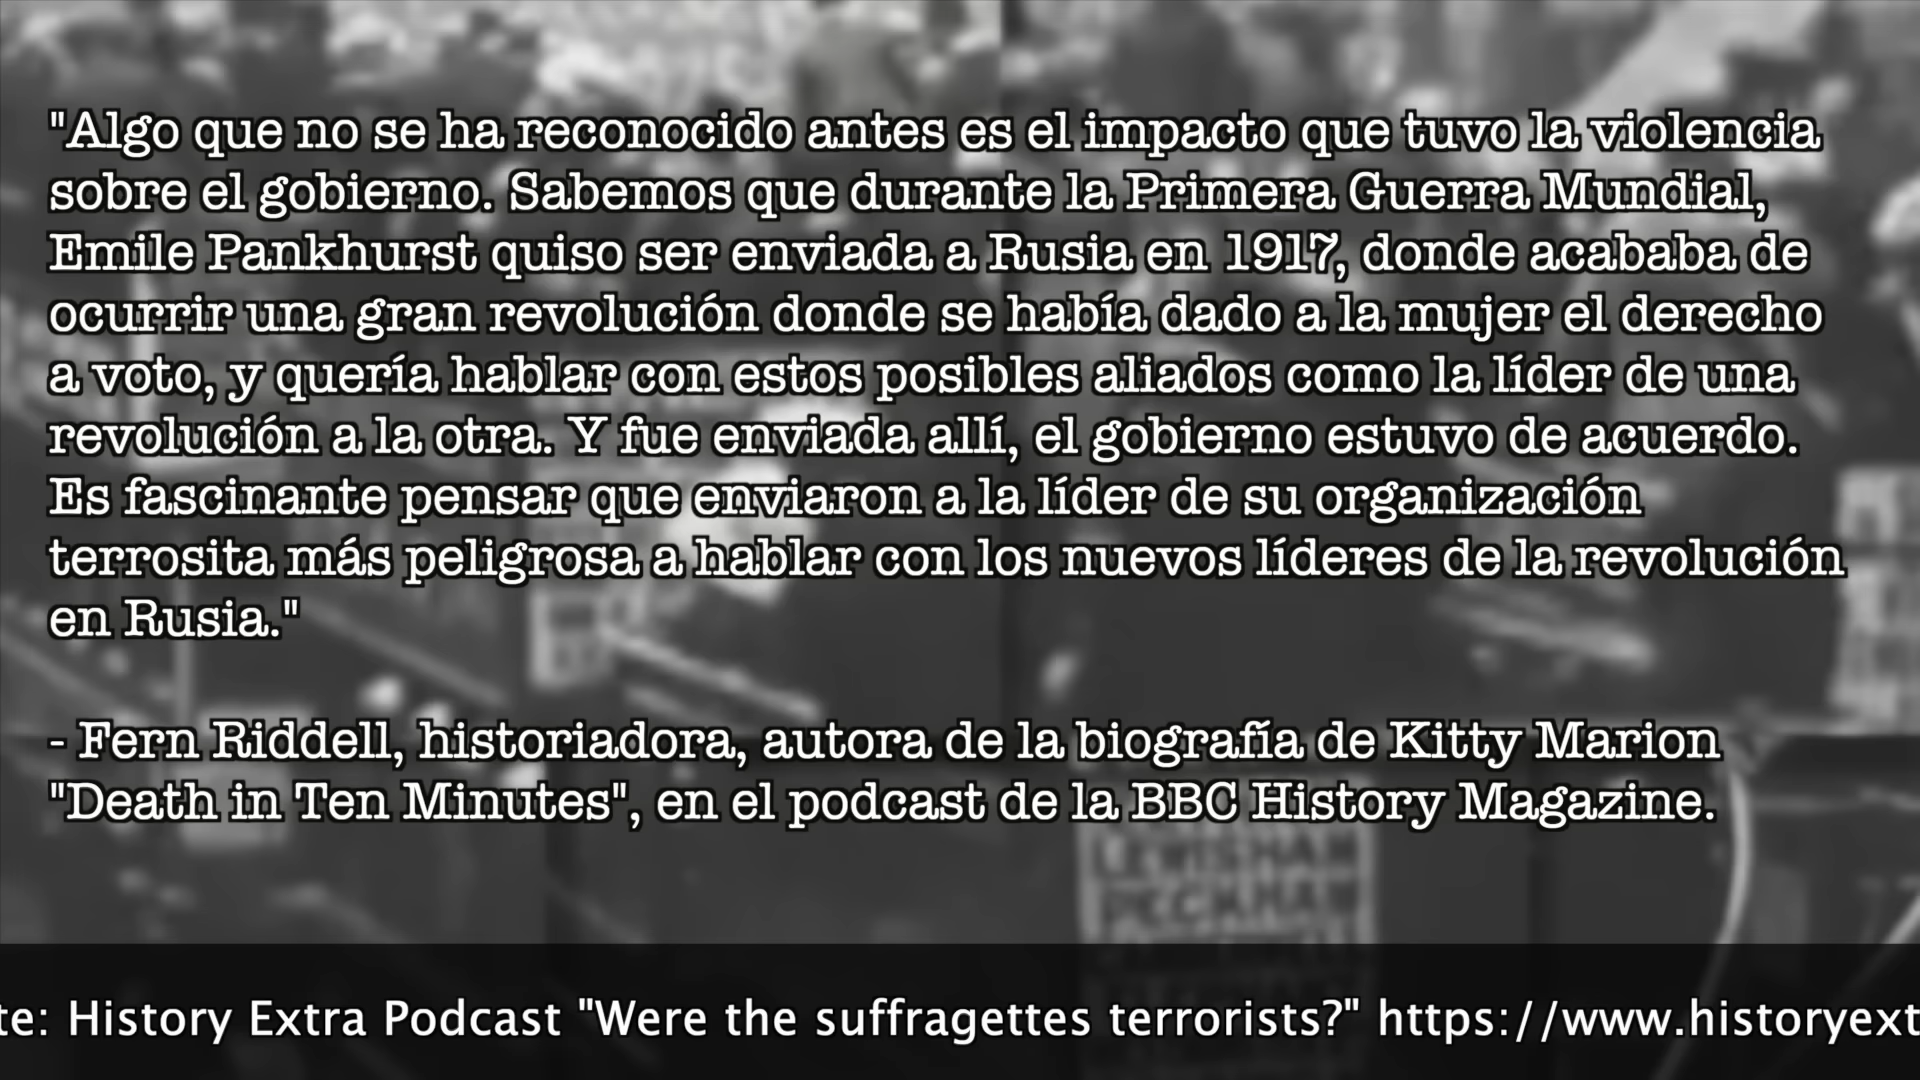 "Algo que no se ha reconocido antes es el impacto que tuvo la violencia
sobre el gobierno. Sabemos que durante la Primera Guerra Mundial,
Emile Pankhurst quiso ser enviada a Rusia en 1917, donde acababa de
ocurrir una gran revolución donde se había dado a la mujer el derecho
a voto, y quería hablar con estos posibles aliados como la líder de una
revolución a la otra. Y fue enviada allí, el gobierno estuvo de acuerdo.
Es fascinante pensar que enviaron a la líder de su organización
terrosita más peligrosa a hablar con los nuevos líderes de la revolución
en Rusia."
- Fern Riddell, historiadora, autora de la biografía de Kitty Marion
"Death in Ten Minutes", en el podcast de la BBC History Magazine.
te: History Extra Podcast "Were the suffragettes terrorists?" https://www.historyext